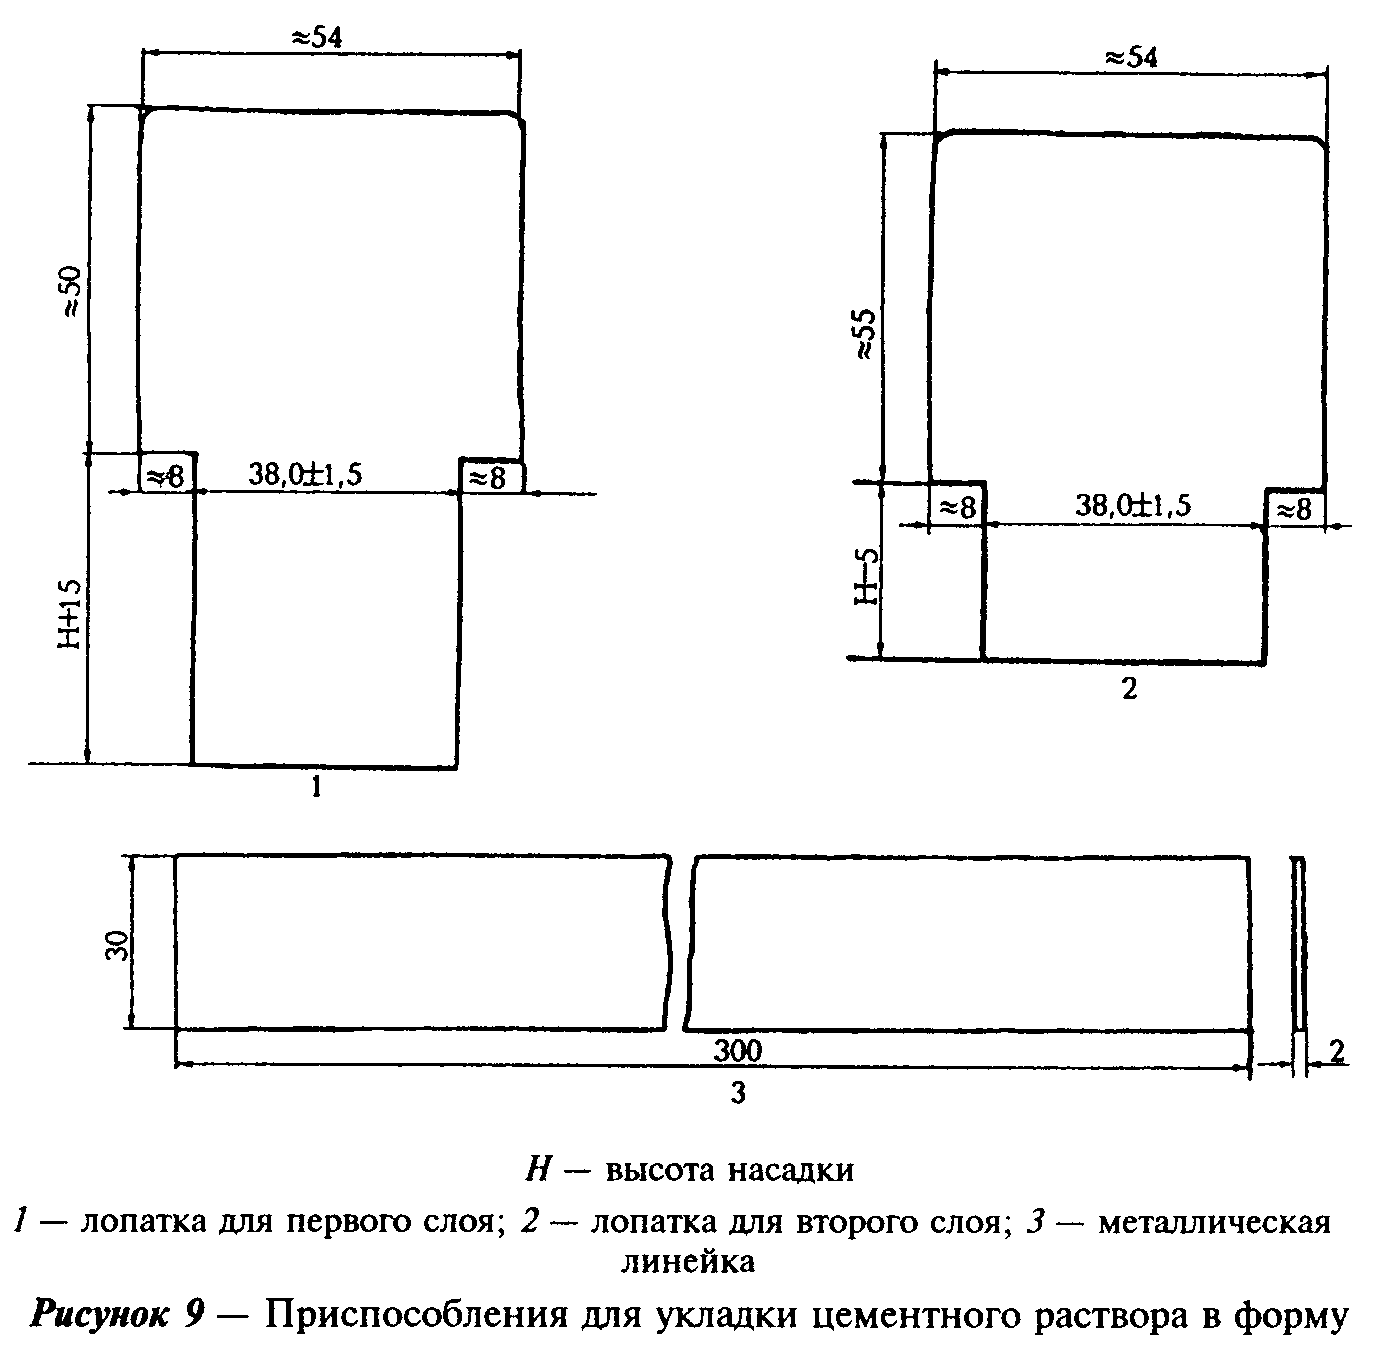 ≈54
≈54
≈50
≈55
≈8 38,0±1,5 ≈8
≈8 38,0±1,5 ≈8
H+15
H−5
1
2
30
300
2
3
H — высота насадки
1 — лопатка для первого слоя; 2 — лопатка для второго слоя; 3 — металлическая
линейка
Рисунок 9 — Приспособления для укладки цементного раствора в форму